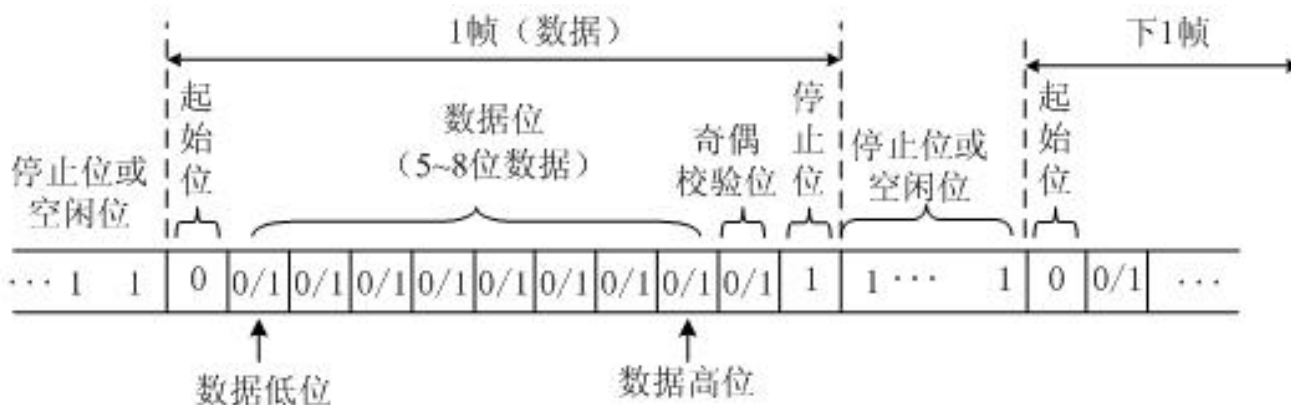 1帧（数据）
下1帧
起始位
数据位
（5~8位数据）
奇偶
校验位
停止位
停止位或
空闲位
停止位或
空闲位
起始位
··· 1 1 0 0/1 0/1 0/1 0/1 0/1 0/1 0/1 0/1 0/1 1 1 ··· 1 0 0/1 ···
数据低位
数据高位